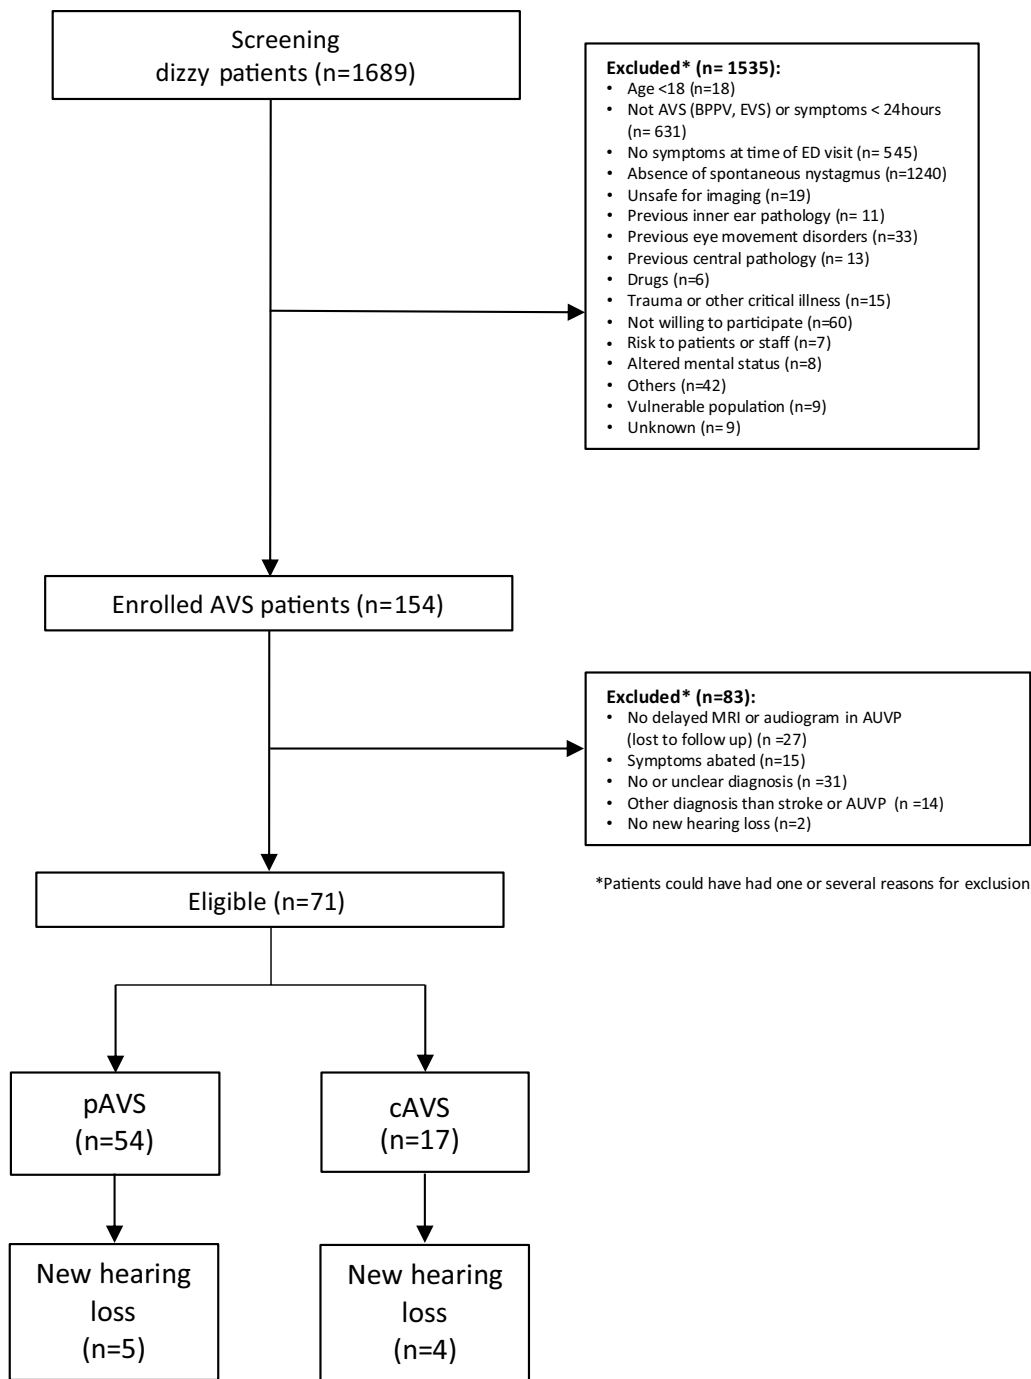 Screening
dizzy patients (n=1689)
Excluded* (n= 1535):
• Age <18 (n=18)
• Not AVS (BPPV, EVS) or symptoms < 24hours
(n= 631)
• No symptoms at time of ED visit (n= 545)
• Absence of spontaneous nystagmus (n=1240)
• Unsafe for imaging (n=19)
• Previous inner ear pathology (n= 11)
• Previous eye movement disorders (n=33)
• Previous central pathology (n= 13)
• Drugs (n=6)
• Trauma or other critical illness (n=15)
• Not willing to participate (n=60)
• Risk to patients or staff (n=7)
• Altered mental status (n=8)
• Others (n=42)
• Vulnerable population (n=9)
• Unknown (n= 9)
Enrolled AVS patients (n=154)
Excluded* (n=83):
• No delayed MRI or audiogram in AUVP
(lost to follow up) (n =27)
• Symptoms abated (n=15)
• No or unclear diagnosis (n =31)
• Other diagnosis than stroke or AUVP (n =14)
• No new hearing loss (n=2)
*Patients could have had one or several reasons for exclusion
Eligible (n=71)
pAVS
(n=54)
cAVS
(n=17)
New hearing
loss
(n=5)
New hearing
loss
(n=4)